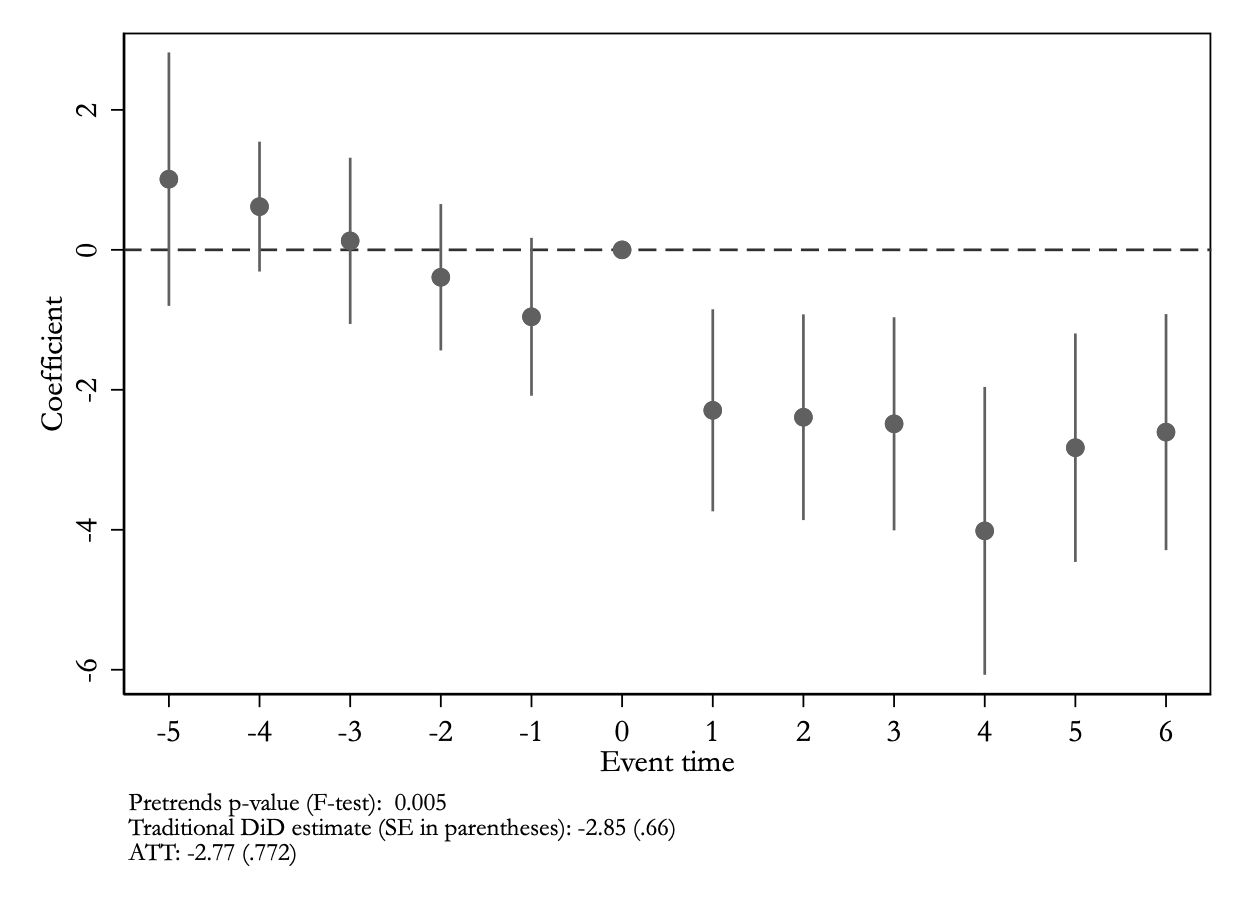 2
0
-2
-4
-6
Coefficient
-5 -4 -3 -2 -1 0 1 2 3 4 5 6
Event time
Pretrends p-value (F-test): 0.005
Traditional DiD estimate (SE in parentheses): -2.85 (.66)
ATT: -2.77 (.772)